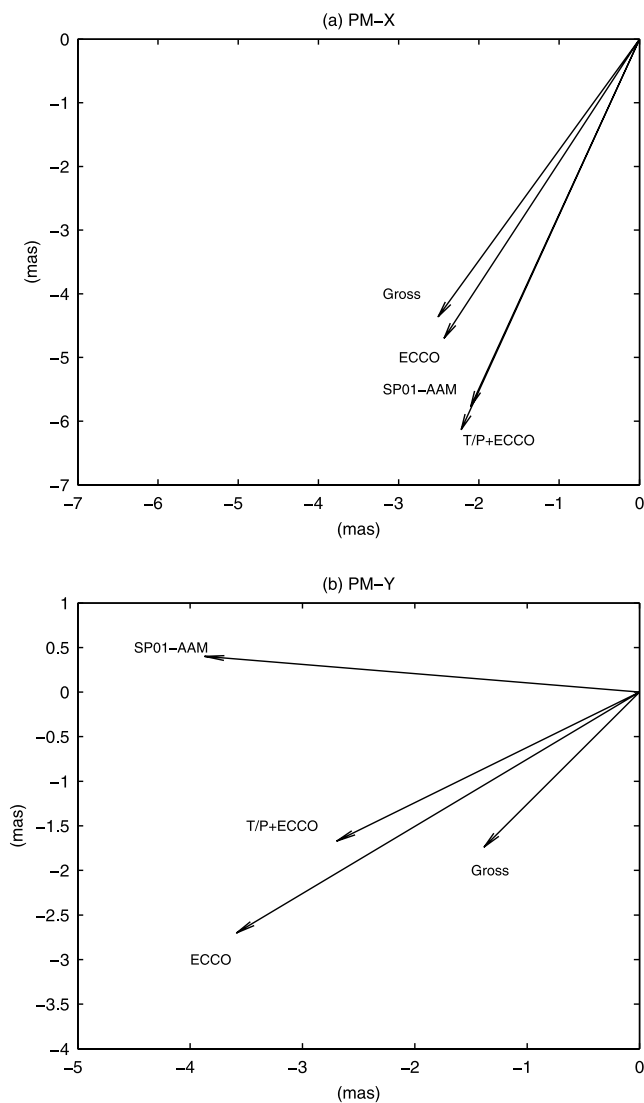 (a) PM−X
0
−1
−2
−3
−4
−5
−6
−7
(mas)
Gross
ECCO
SP01−AAM
T/P+ECCO
−7 −6 −5 −4 −3 −2 −1 0
(mas)
(b) PM−Y
1
0.5
0
−0.5
−1
−1.5
−2
−2.5
−3
−3.5
−4
(mas)
SP01−AAM
T/P+ECCO
Gross
ECCO
−5 −4 −3 −2 −1 0
(mas)